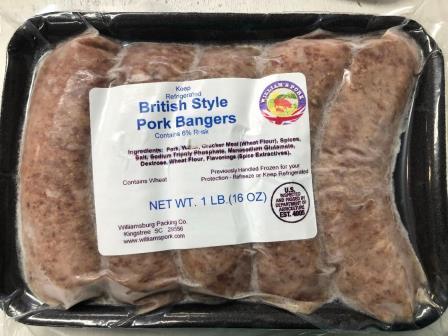 Keep
Refrigerated
British Style
Pork Bangers
Contains 6% Rusk
WILLIAM'S PORK
Ingredients: Pork, Water, Cracker Meal (Wheat Flour), Spices,
Salt, Sodium Tripoly Phosphate, Monosodium Glutamate,
Dextrose, Wheat Flour, Flavorings (Spice Extractives).
Contains Wheat
Previously Handled Frozen for your
Protection - Refreeze or Keep Refrigerated
NET WT. 1 LB.(16 OZ)
U.S.
INSPECTED
AND PASSED BY
DEPARTMENT OF
AGRICULTURE
EST. 4005
Williamsburg Packing Co.
Kingstree SC 29556
www.williamspork.com